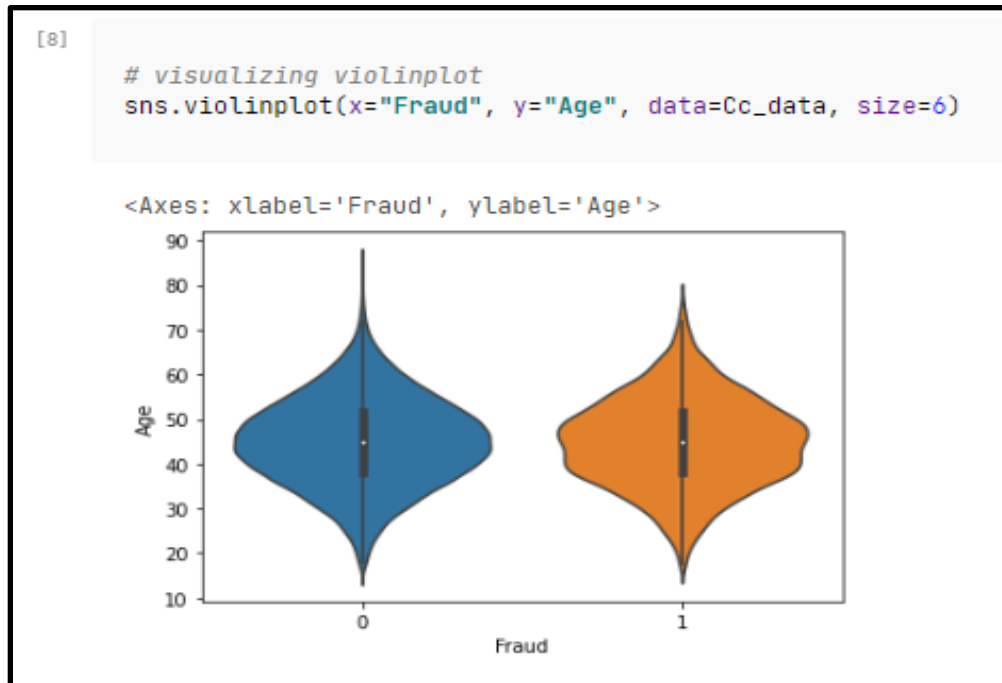 [8]
# visualizing violinplot
sns.violinplot(x="Fraud", y="Age", data=Cc_data, size=6)
<Axes: xlabel='Fraud', ylabel='Age'>
90
80
70
60
50
40
30
20
10
Age
0 1
Fraud